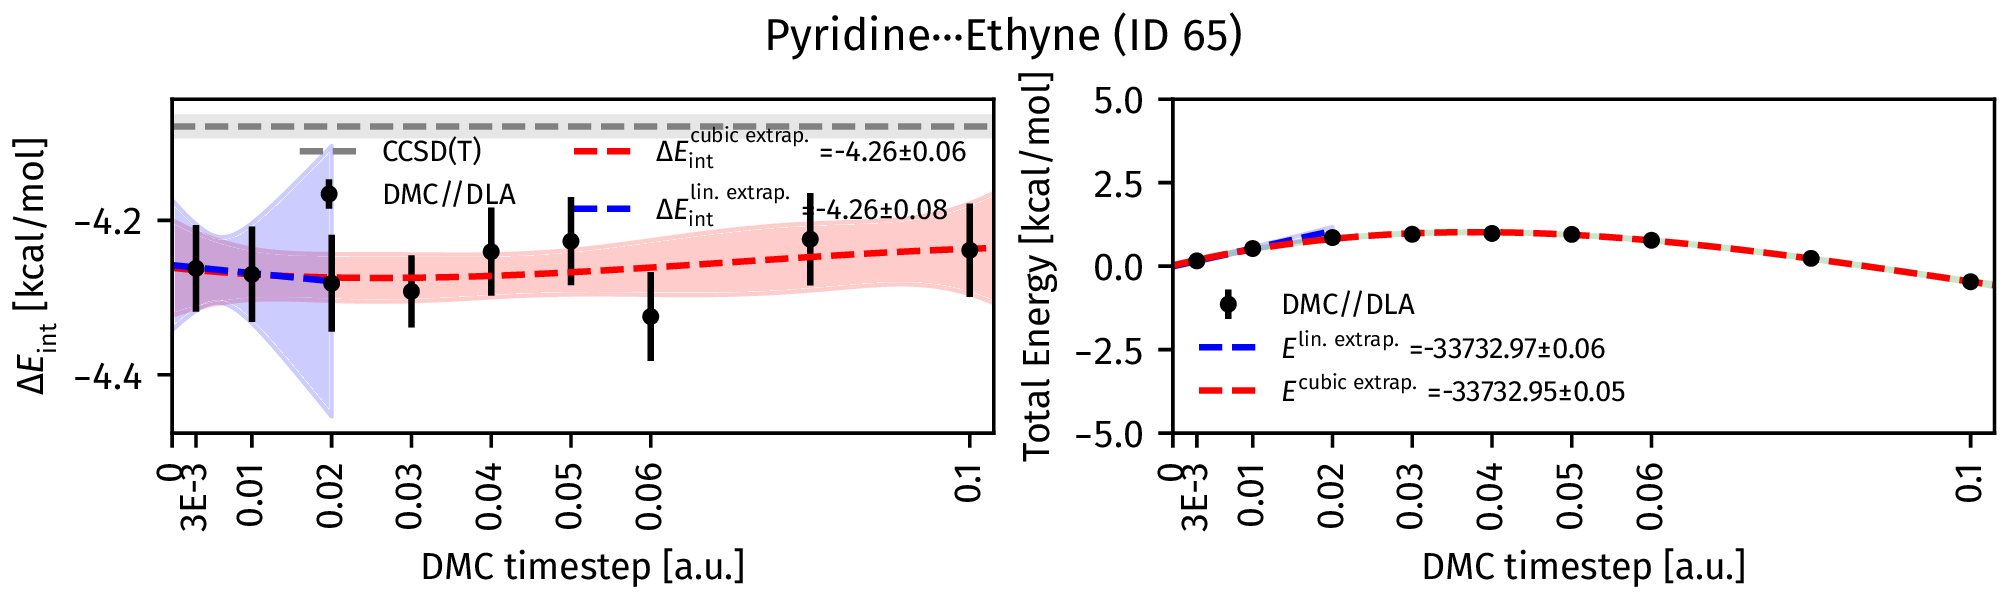 Pyridine···Ethyne (ID 65)
ΔE_int [kcal/mol]
−4.2
−4.4
CCSD(T)
DMC//DLA
ΔE_int^cubic extrap. =-4.26±0.06
ΔE_int^lin. extrap. =-4.26±0.08
0
3E-3
0.01
0.02
0.03
0.04
0.05
0.06
0.1
DMC timestep [a.u.]
Total Energy [kcal/mol]
5.0
2.5
0.0
−2.5
−5.0
DMC//DLA
E^lin. extrap. =-33732.97±0.06
E^cubic extrap. =-33732.95±0.05
0
3E-3
0.01
0.02
0.03
0.04
0.05
0.06
0.1
DMC timestep [a.u.]